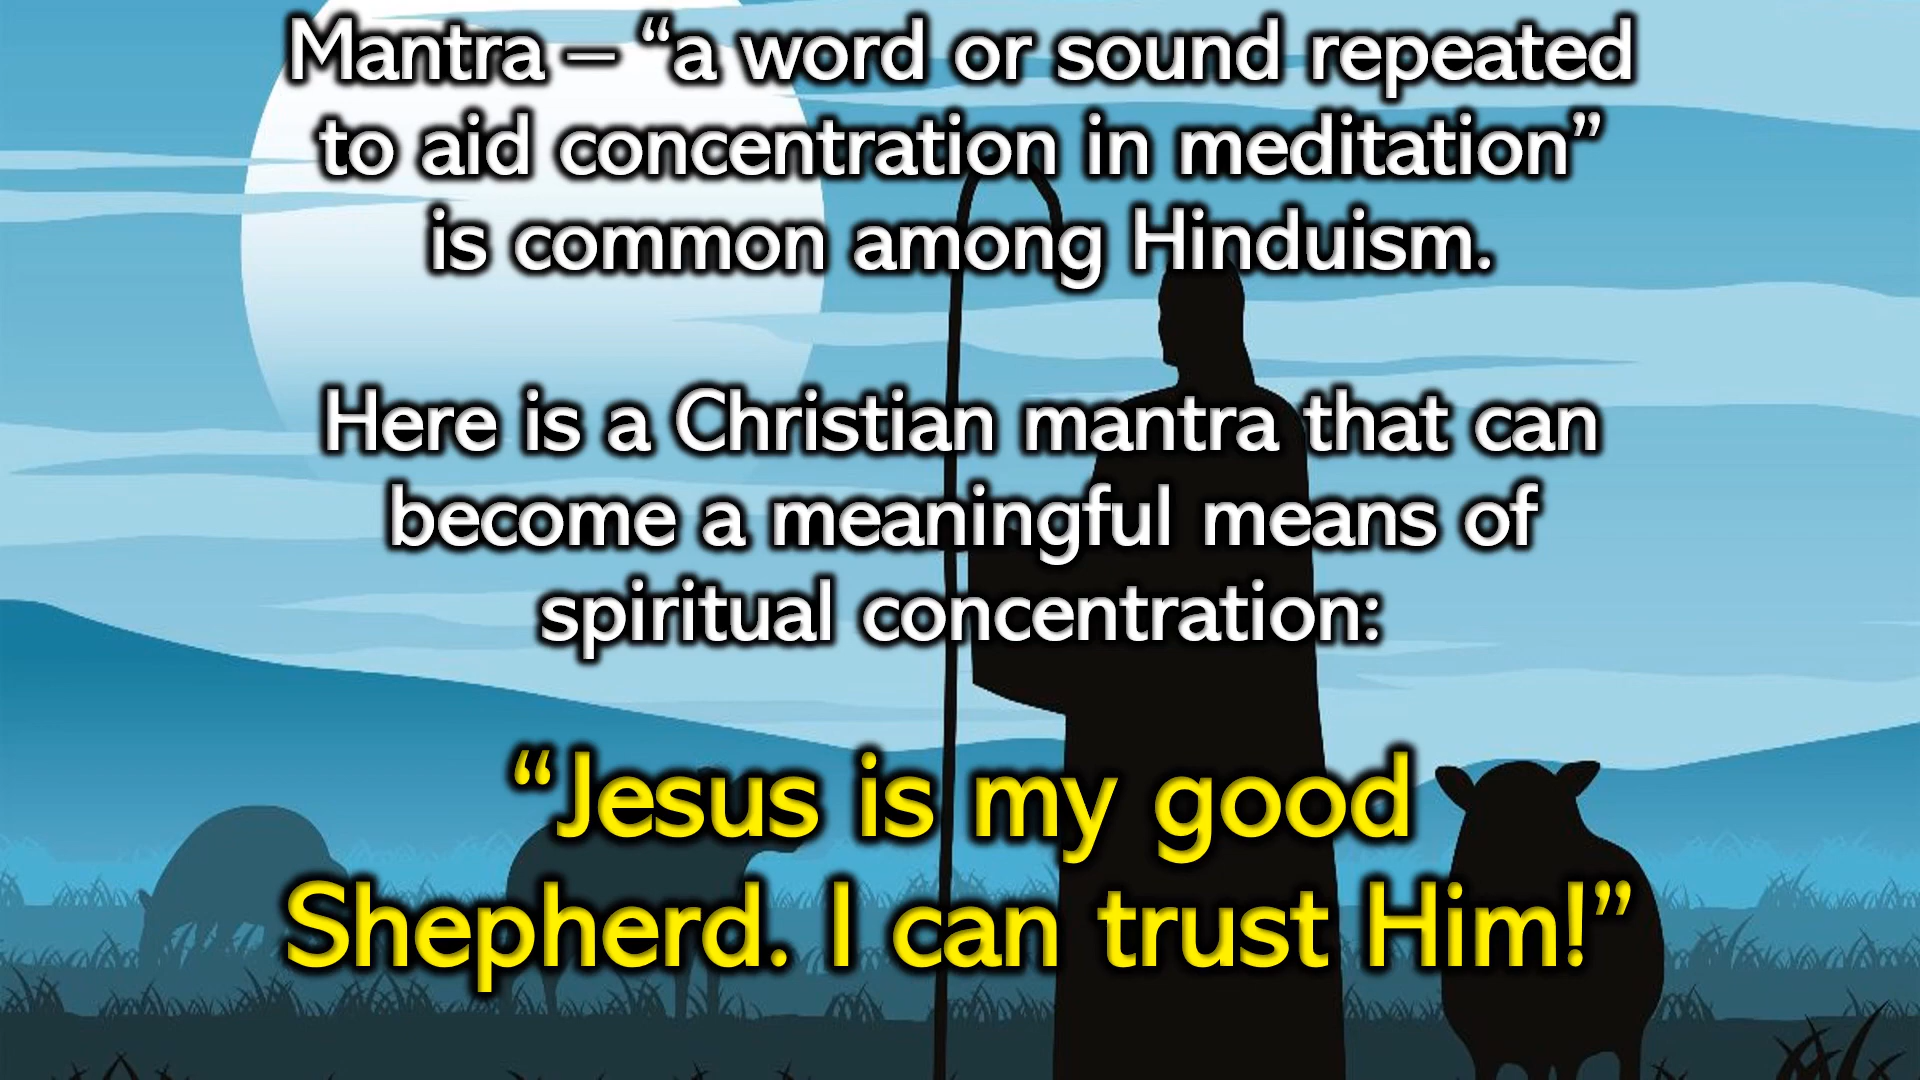 Mantra – “a word or sound repeated
to aid concentration in meditation”
is common among Hinduism.
Here is a Christian mantra that can
become a meaningful means of
spiritual concentration:
“Jesus is my good
Shepherd. I can trust Him!”